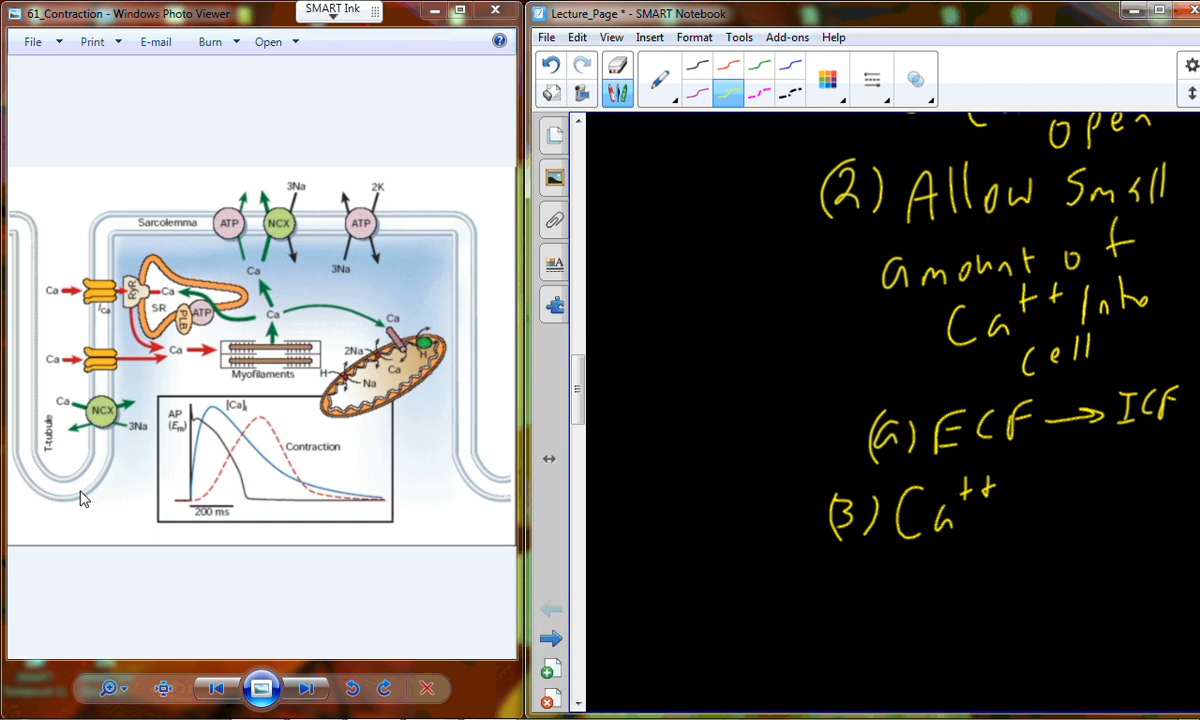 61_Contraction - Windows Photo Viewer
SMART Ink
File Print E-mail Burn Open
Sarcolemma
ATP
NCX
ATP
3Na
2K
3Na
Ca
Ca
ICa
RyR
Ca
SR
PLB
ATP
Ca
Ca
Ca
Ca
Myofilaments
2Na
H
Na
Ca
H
Ca
NCX
3Na
T-tubule
AP
(Em)
[Ca]i
Contraction
200 ms
Lecture_Page * - SMART Notebook
File Edit View Insert Format Tools Add-ons Help
open
(2) Allow Small
amount of
Ca++ Into
cell
(a) ECF → ICF
(3) Ca++